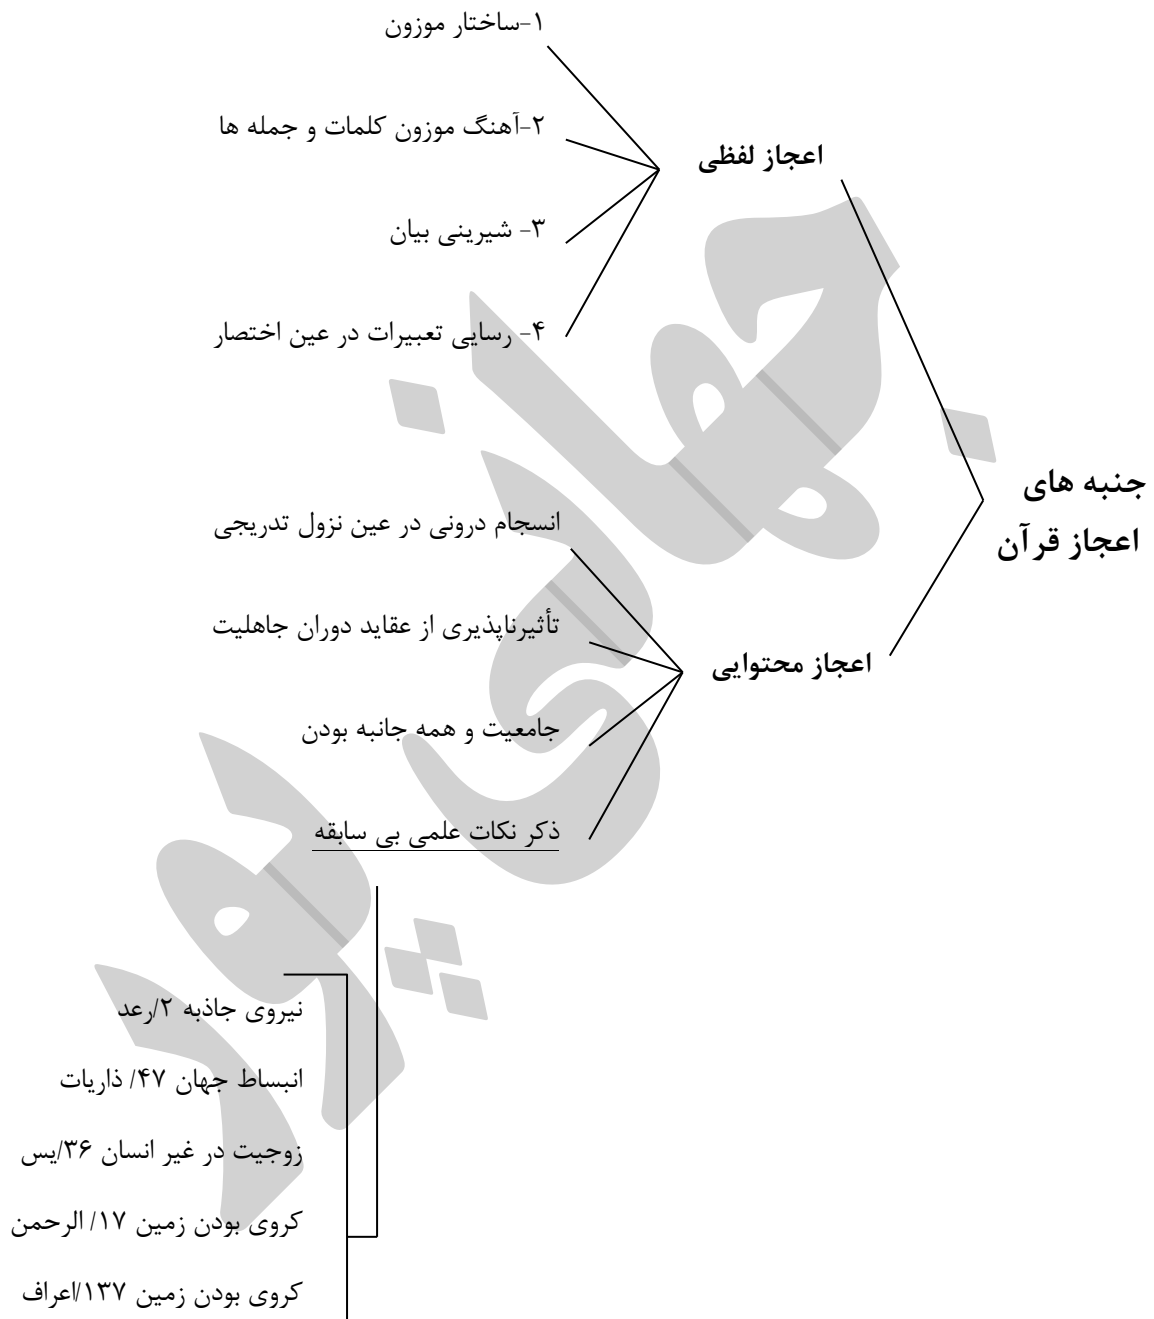 جنبه های
اعجاز قرآن
اعجاز لفظی
۱-ساختار موزون
۲-آهنگ موزون کلمات و جمله ها
۳- شیرینی بیان
۴- رسایی تعبیرات در عین اختصار
اعجاز محتوایی
انسجام درونی در عین نزول تدریجی
تأثیرناپذیری از عقاید دوران جاهلیت
جامعیت و همه جانبه بودن
ذکر نکات علمی بی سابقه
نیروی جاذبه ۲/رعد
انبساط جهان ۴۷/ ذاریات
زوجیت در غیر انسان ۳۶/یس
کروی بودن زمین ۱۷/ الرحمن
کروی بودن زمین ۱۳۷/اعراف
جهانی پور